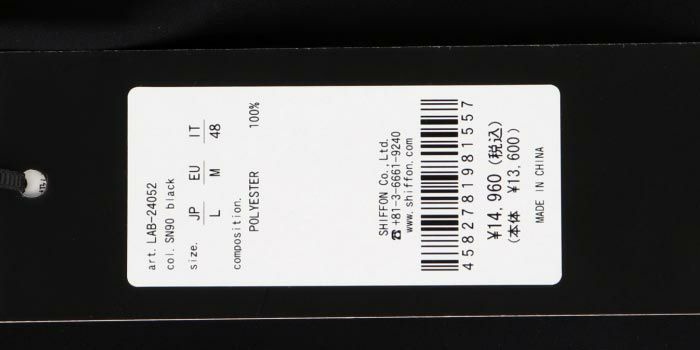 art. LAB-24052
col. SN90 black
size. JP EU IT
L M 48
composition.
POLYESTER 100%
SHIFFON Co., Ltd.
☎ +81-3-6661-9240
www.shiffon.com
4582781981557
¥14,960(税込)
(本体 ¥13,600)
MADE IN CHINA